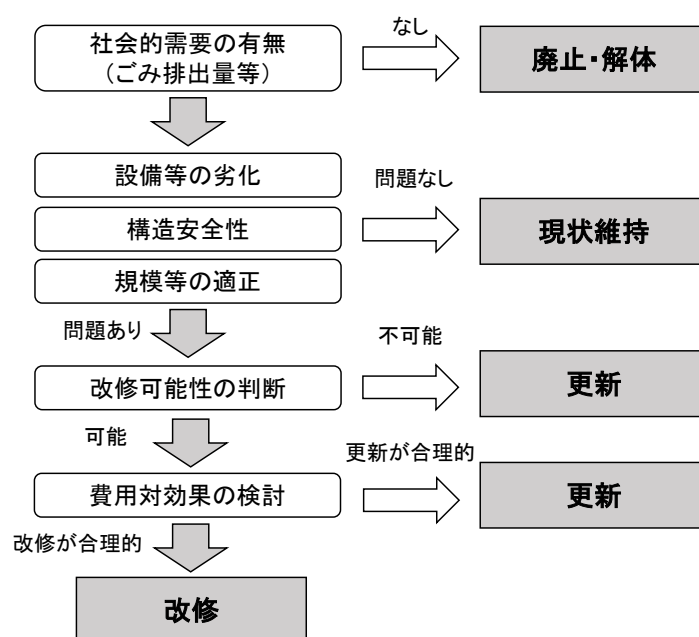 社会的需要の有無
（ごみ排出量等）
なし
廃止・解体
設備等の劣化
構造安全性
規模等の適正
問題なし
現状維持
問題あり
改修可能性の判断
不可能
更新
可能
費用対効果の検討
更新が合理的
更新
改修が合理的
改修